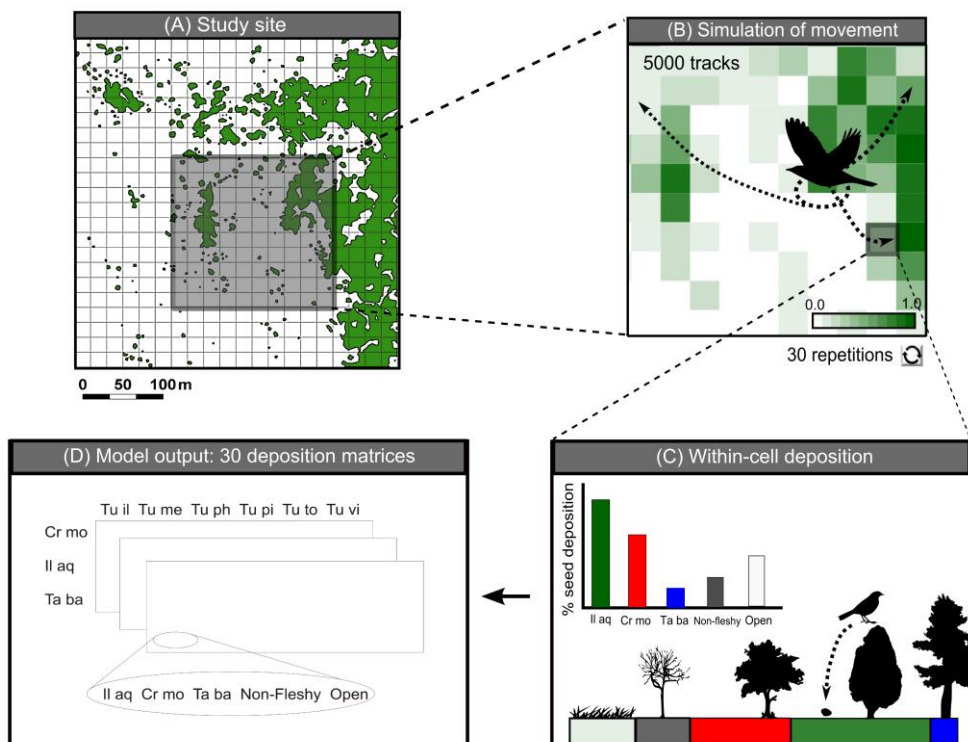 (A) Study site
0 50 100 m
(B) Simulation of movement
5000 tracks
0.0 1.0
30 repetitions
(C) Within-cell deposition
% seed deposition
Il aq Cr mo Ta ba Non-fleshy Open
(D) Model output: 30 deposition matrices
Tu il Tu me Tu ph Tu pi Tu to Tu vi
Cr mo
Il aq
Ta ba
Il aq Cr mo Ta ba Non-Fleshy Open